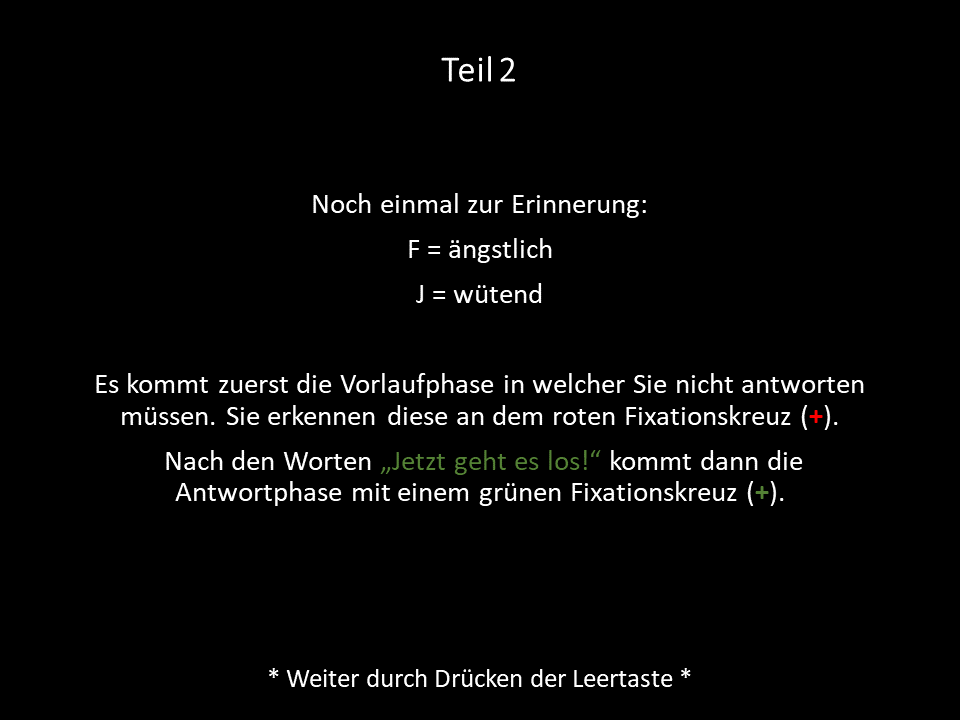 Teil 2
Noch einmal zur Erinnerung:
F = ängstlich
J = wütend
Es kommt zuerst die Vorlaufphase in welcher Sie nicht antworten
müssen. Sie erkennen diese an dem roten Fixationskreuz (+).
Nach den Worten „Jetzt geht es los!“ kommt dann die
Antwortphase mit einem grünen Fixationskreuz (+).
* Weiter durch Drücken der Leertaste *